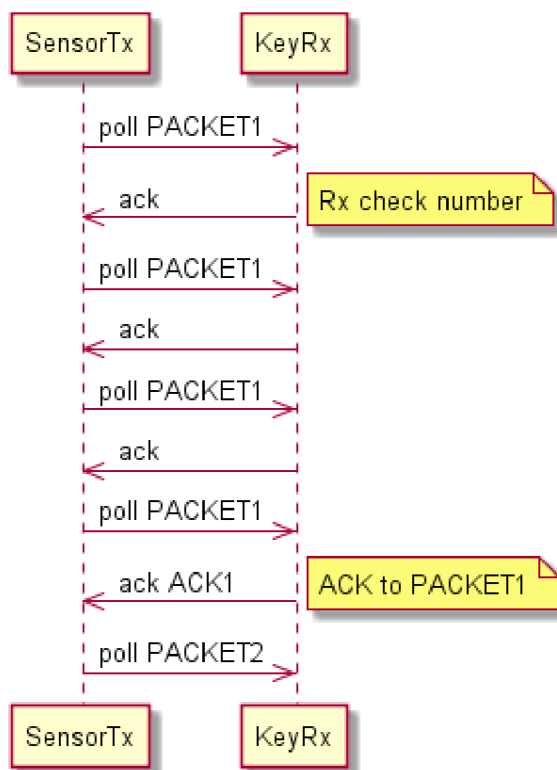 SensorTx
KeyRx
poll PACKET1
ack
Rx check number
poll PACKET1
ack
poll PACKET1
ack
poll PACKET1
ack ACK1
ACK to PACKET1
poll PACKET2
SensorTx
KeyRx